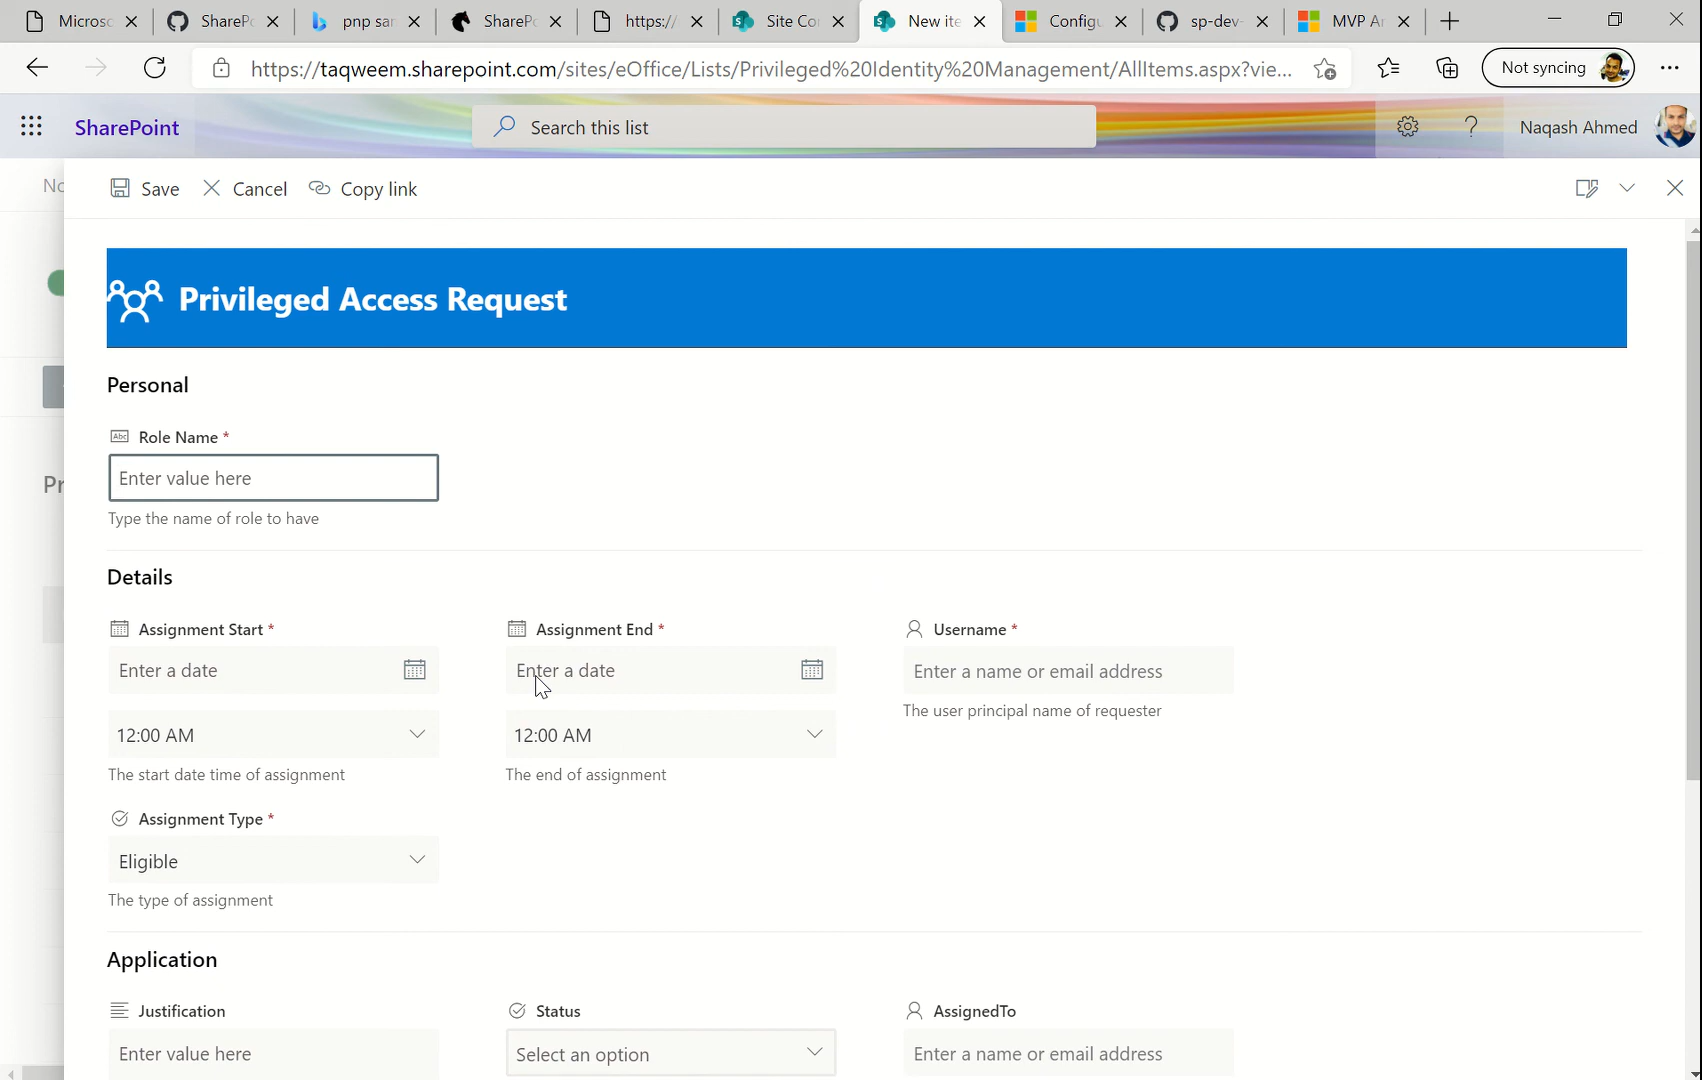 Microsc
SharePc
pnp sar
SharePc
https://
Site Co
New ite
Configu
sp-dev-
MVP Ar
https://taqweem.sharepoint.com/sites/eOffice/Lists/Privileged%20Identity%20Management/AllItems.aspx?vie...
Not syncing
SharePoint
Search this list
Naqash Ahmed
Save
Cancel
Copy link
Privileged Access Request
Personal
Abc Role Name *
Enter value here
Type the name of role to have
Details
Assignment Start *
Assignment End *
Username *
Enter a date
Enter a date
Enter a name or email address
12:00 AM
12:00 AM
The user principal name of requester
The start date time of assignment
The end of assignment
Assignment Type *
Eligible
The type of assignment
Application
Justification
Status
AssignedTo
Enter value here
Select an option
Enter a name or email address